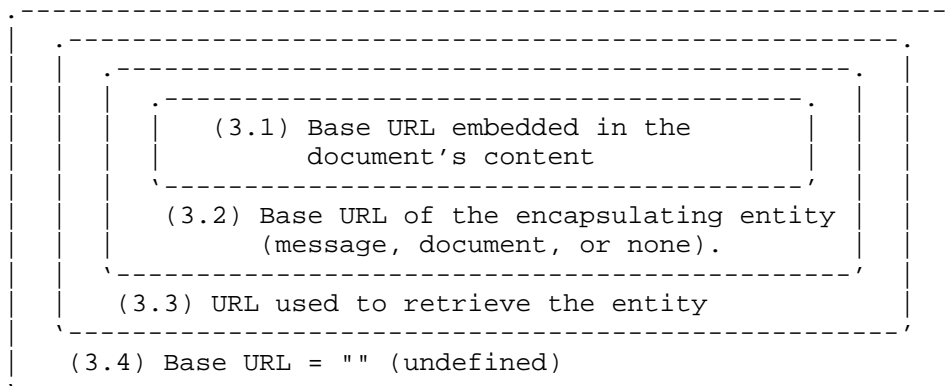 (3.1) Base URL embedded in the
document's content
(3.2) Base URL of the encapsulating entity
(message, document, or none).
(3.3) URL used to retrieve the entity
(3.4) Base URL = "" (undefined)